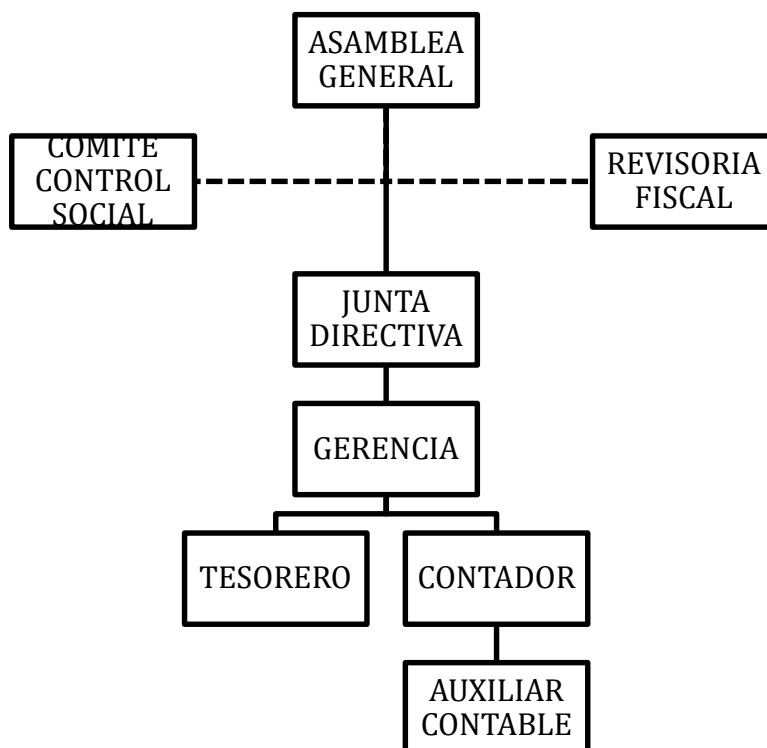 ASAMBLEA
GENERAL
COMITE
CONTROL
SOCIAL
REVISORIA
FISCAL
JUNTA
DIRECTIVA
GERENCIA
TESORERO
CONTADOR
AUXILIAR
CONTABLE